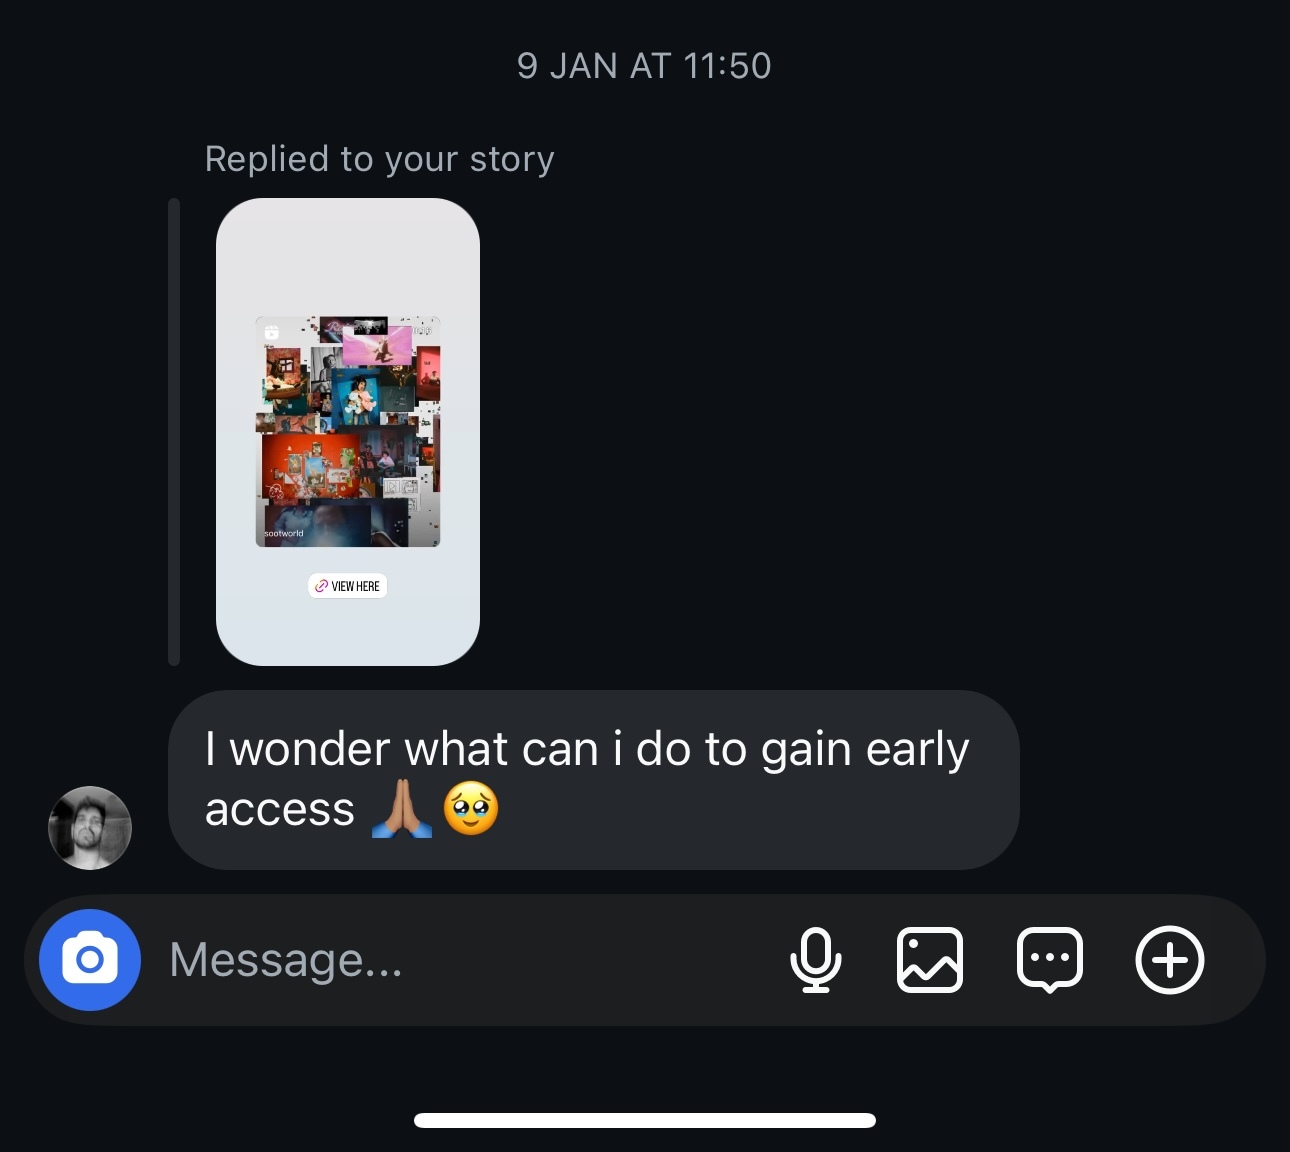 9 JAN AT 11:50
Replied to your story
sootworld
VIEW HERE
I wonder what can i do to gain early
access 🙏🏽🥹
Message...